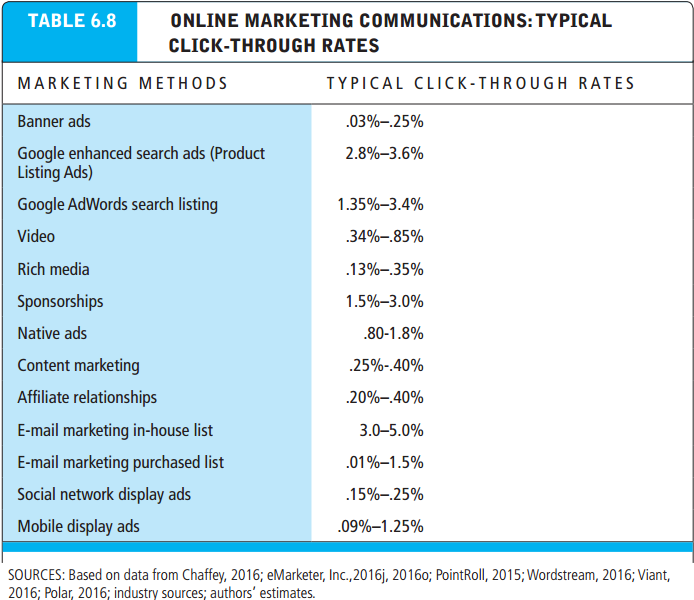 TABLE 6.8
ONLINE MARKETING COMMUNICATIONS: TYPICAL
CLICK-THROUGH RATES
MARKETING METHODS TYPICAL CLICK-THROUGH RATES
Banner ads .03%–.25%
Google enhanced search ads (Product 2.8%–3.6%
Listing Ads)
Google AdWords search listing 1.35%–3.4%
Video .34%–.85%
Rich media .13%–.35%
Sponsorships 1.5%–3.0%
Native ads .80-1.8%
Content marketing .25%-.40%
Affiliate relationships .20%–.40%
E-mail marketing in-house list 3.0–5.0%
E-mail marketing purchased list .01%–1.5%
Social network display ads .15%–.25%
Mobile display ads .09%–1.25%
SOURCES: Based on data from Chaffey, 2016; eMarketer, Inc.,2016j, 2016o; PointRoll, 2015; Wordstream, 2016; Viant,
2016; Polar, 2016; industry sources; authors’ estimates.